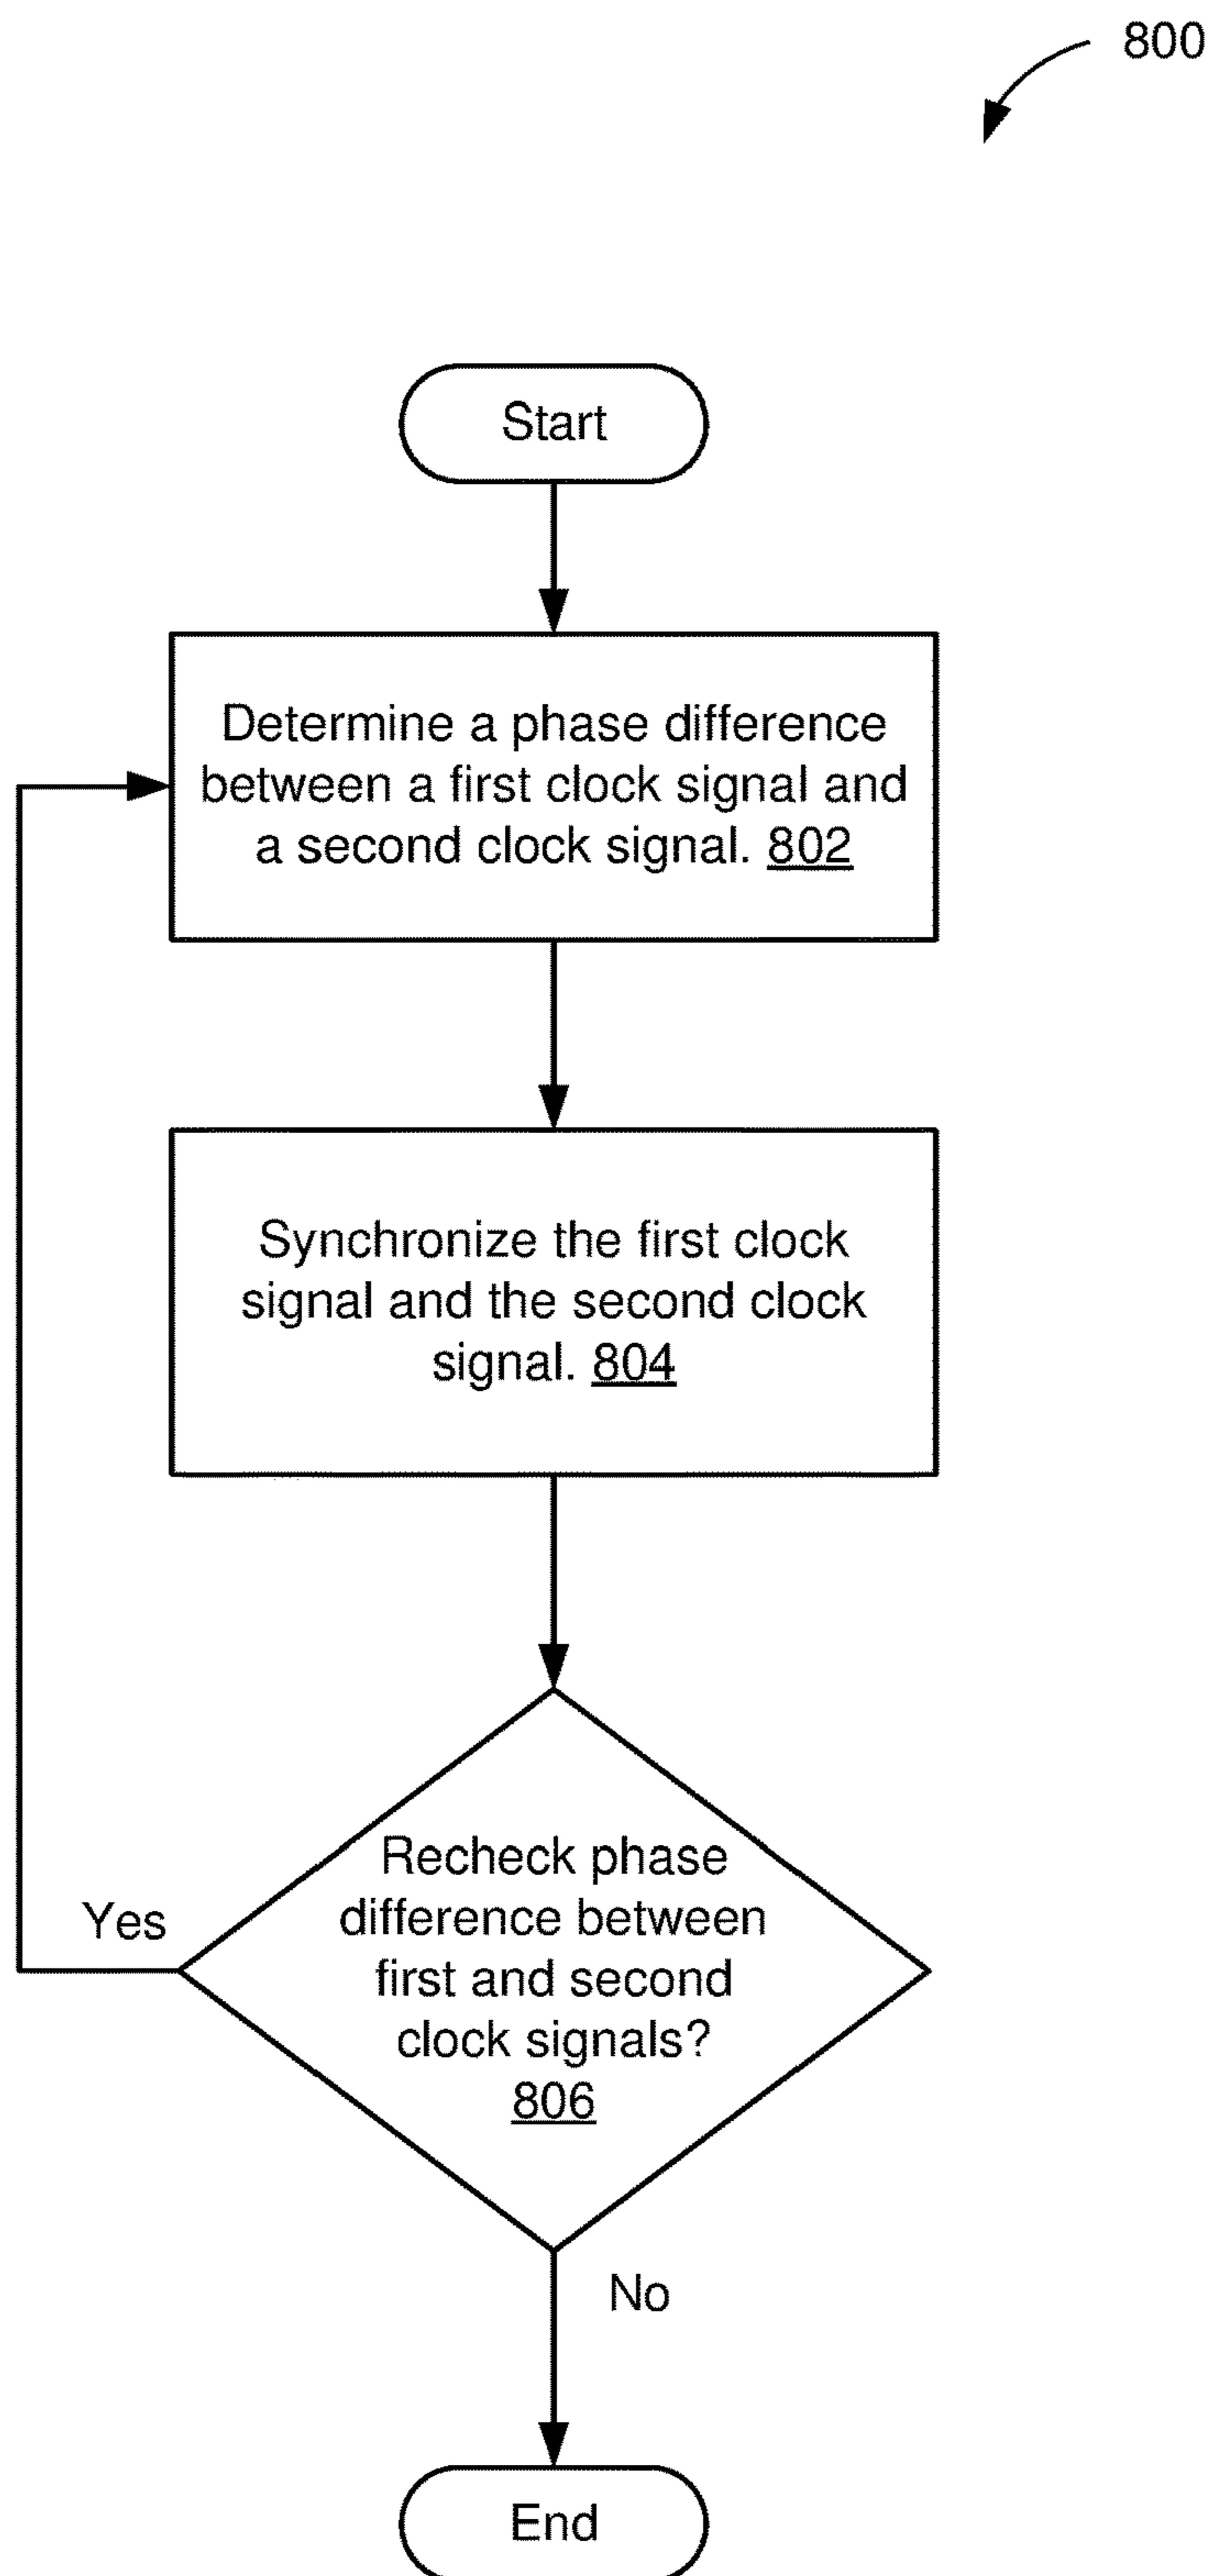 800
Start
Determine a phase difference
between a first clock signal and
a second clock signal. 802
Synchronize the first clock
signal and the second clock
signal. 804
Recheck phase
difference between
first and second
clock signals?
806
Yes
No
End